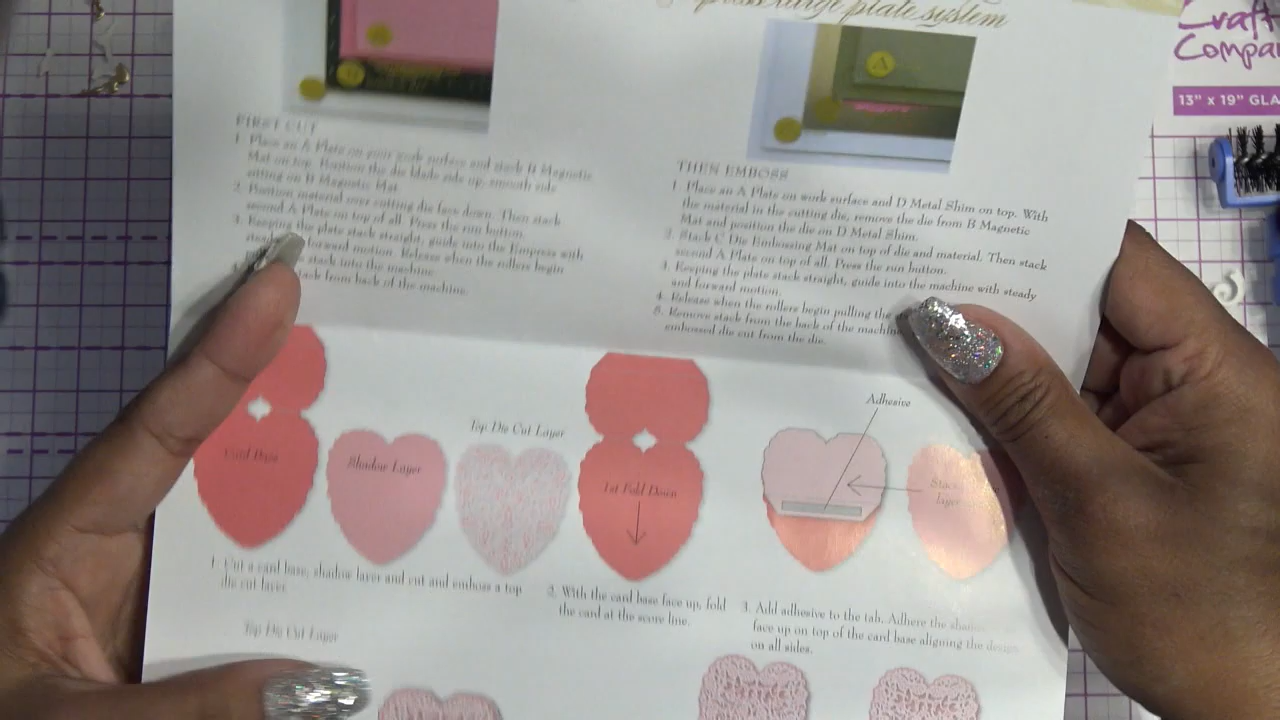 plate system
Craft
Compan
13" x 19" GLA
A
FIRST CUT
1. Place an A Plate on your work surface and stack B Magnetic
Mat on top. Position the die blade side up, smooth side
sitting on B Magnetic Mat.
2. Position material over cutting die face down. Then stack
second A Plate on top of all. Press the run button.
3. Keeping the plate stack straight, guide into the Empress with
forward motion. Release when the rollers begin
stack into the machine.
stack from back of the machine.
THEN EMBOSS
1. Place an A Plate on work surface and D Metal Shim on top. With
the material in the cutting die, remove the die from B Magnetic
Mat and position the die on D Metal Shim.
2. Stack C Die Embossing Mat on top of die and material. Then stack
second A Plate on top of all. Press the run button.
Keeping the plate stack straight, guide into the machine with steady
and forward motion.
4. Release when the rollers begin pulling the
5. Remove stack from the back of the machin
embossed die cut from the die.
Card Base
Shadow Layer
Top Die Cut Layer
1st Fold Down
Adhesive
layer
1. Cut a card base, shadow layer and cut and emboss a top
die cut layer.
2. With the card base face up, fold
the card at the score line.
3. Add adhesive to the tab. Adhere the
face up on top of the card base aligning the design
on all sides.
Top Die Cut Layer